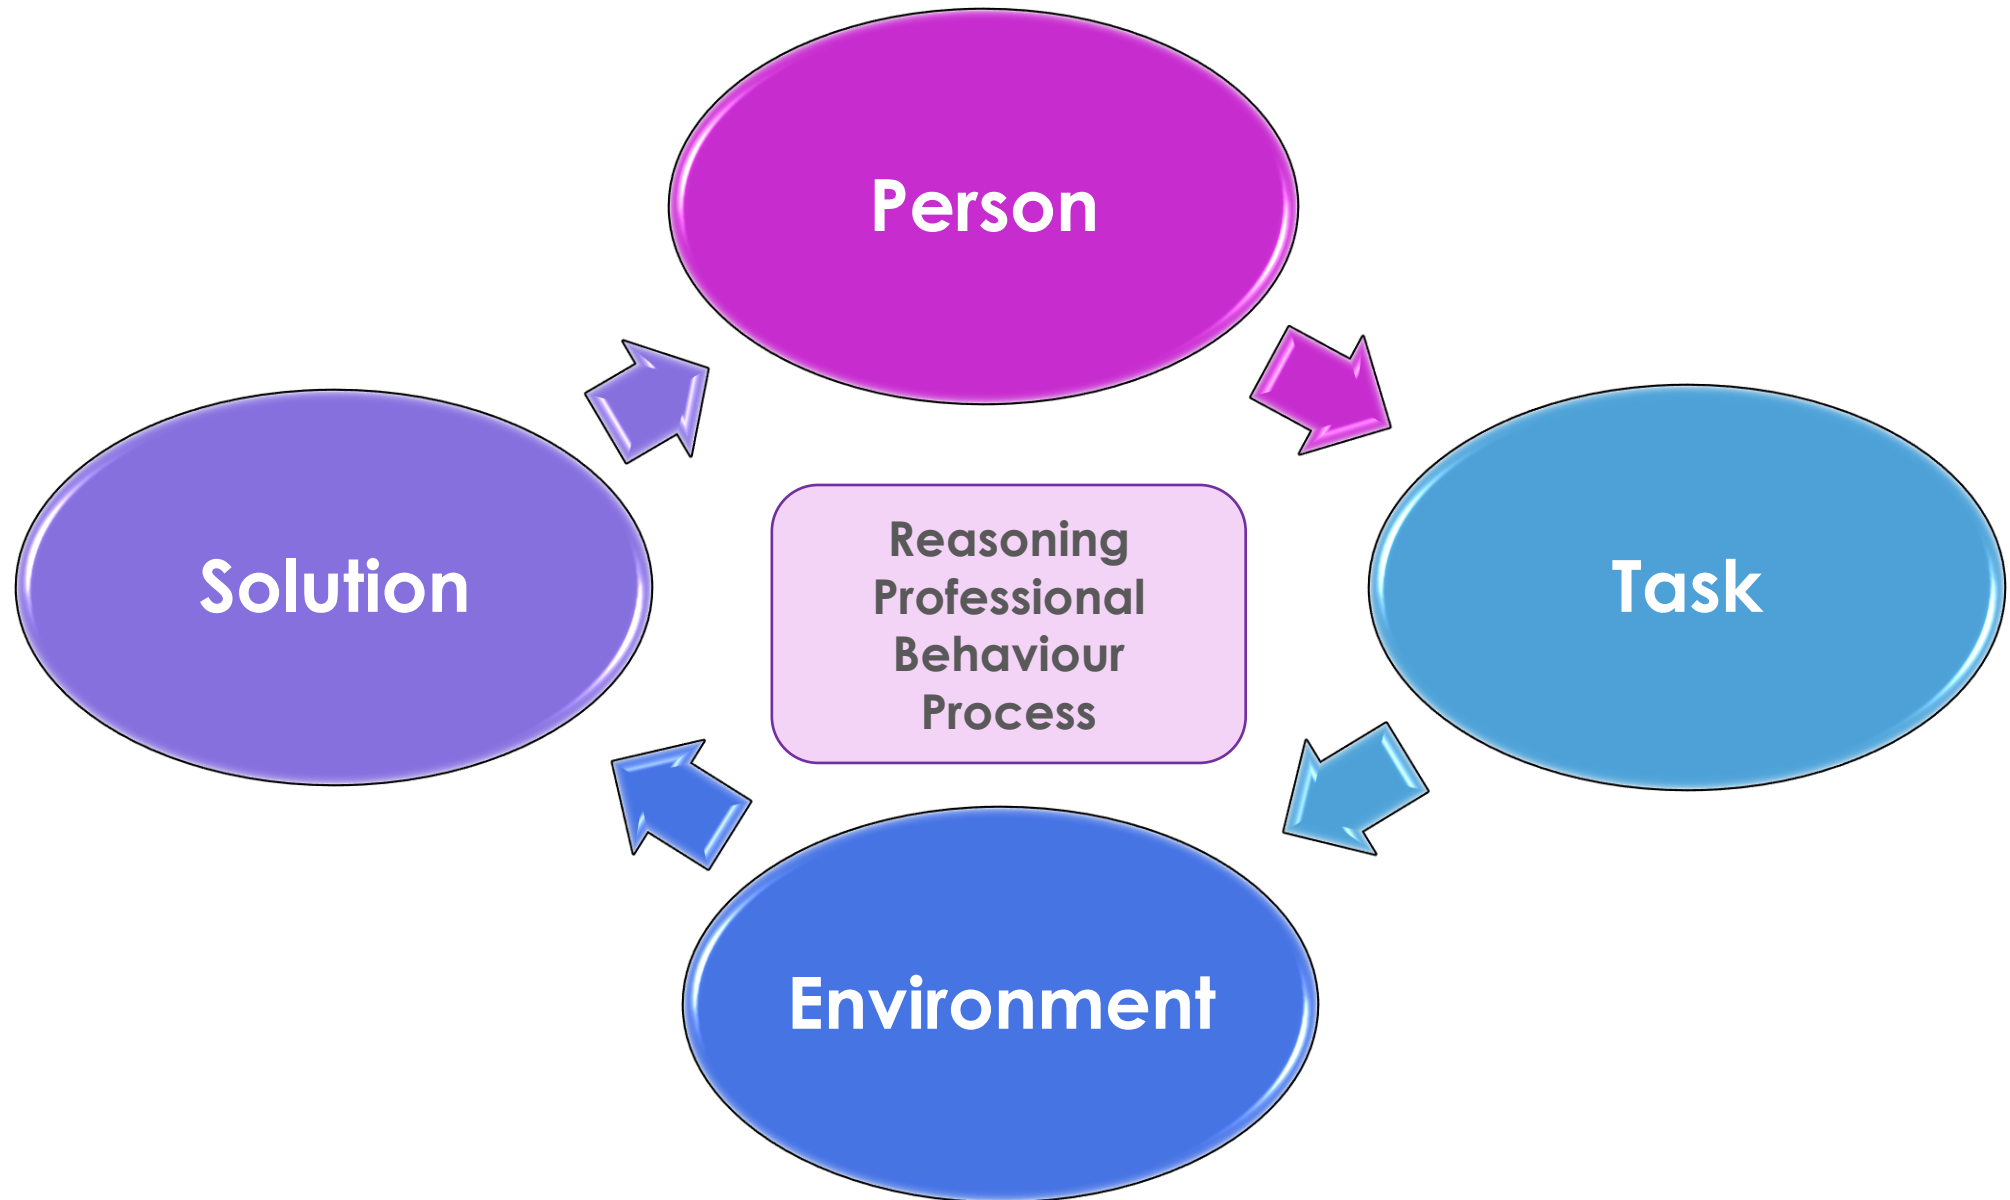 Person
Solution
Task
Reasoning
Professional
Behaviour
Process
Environment